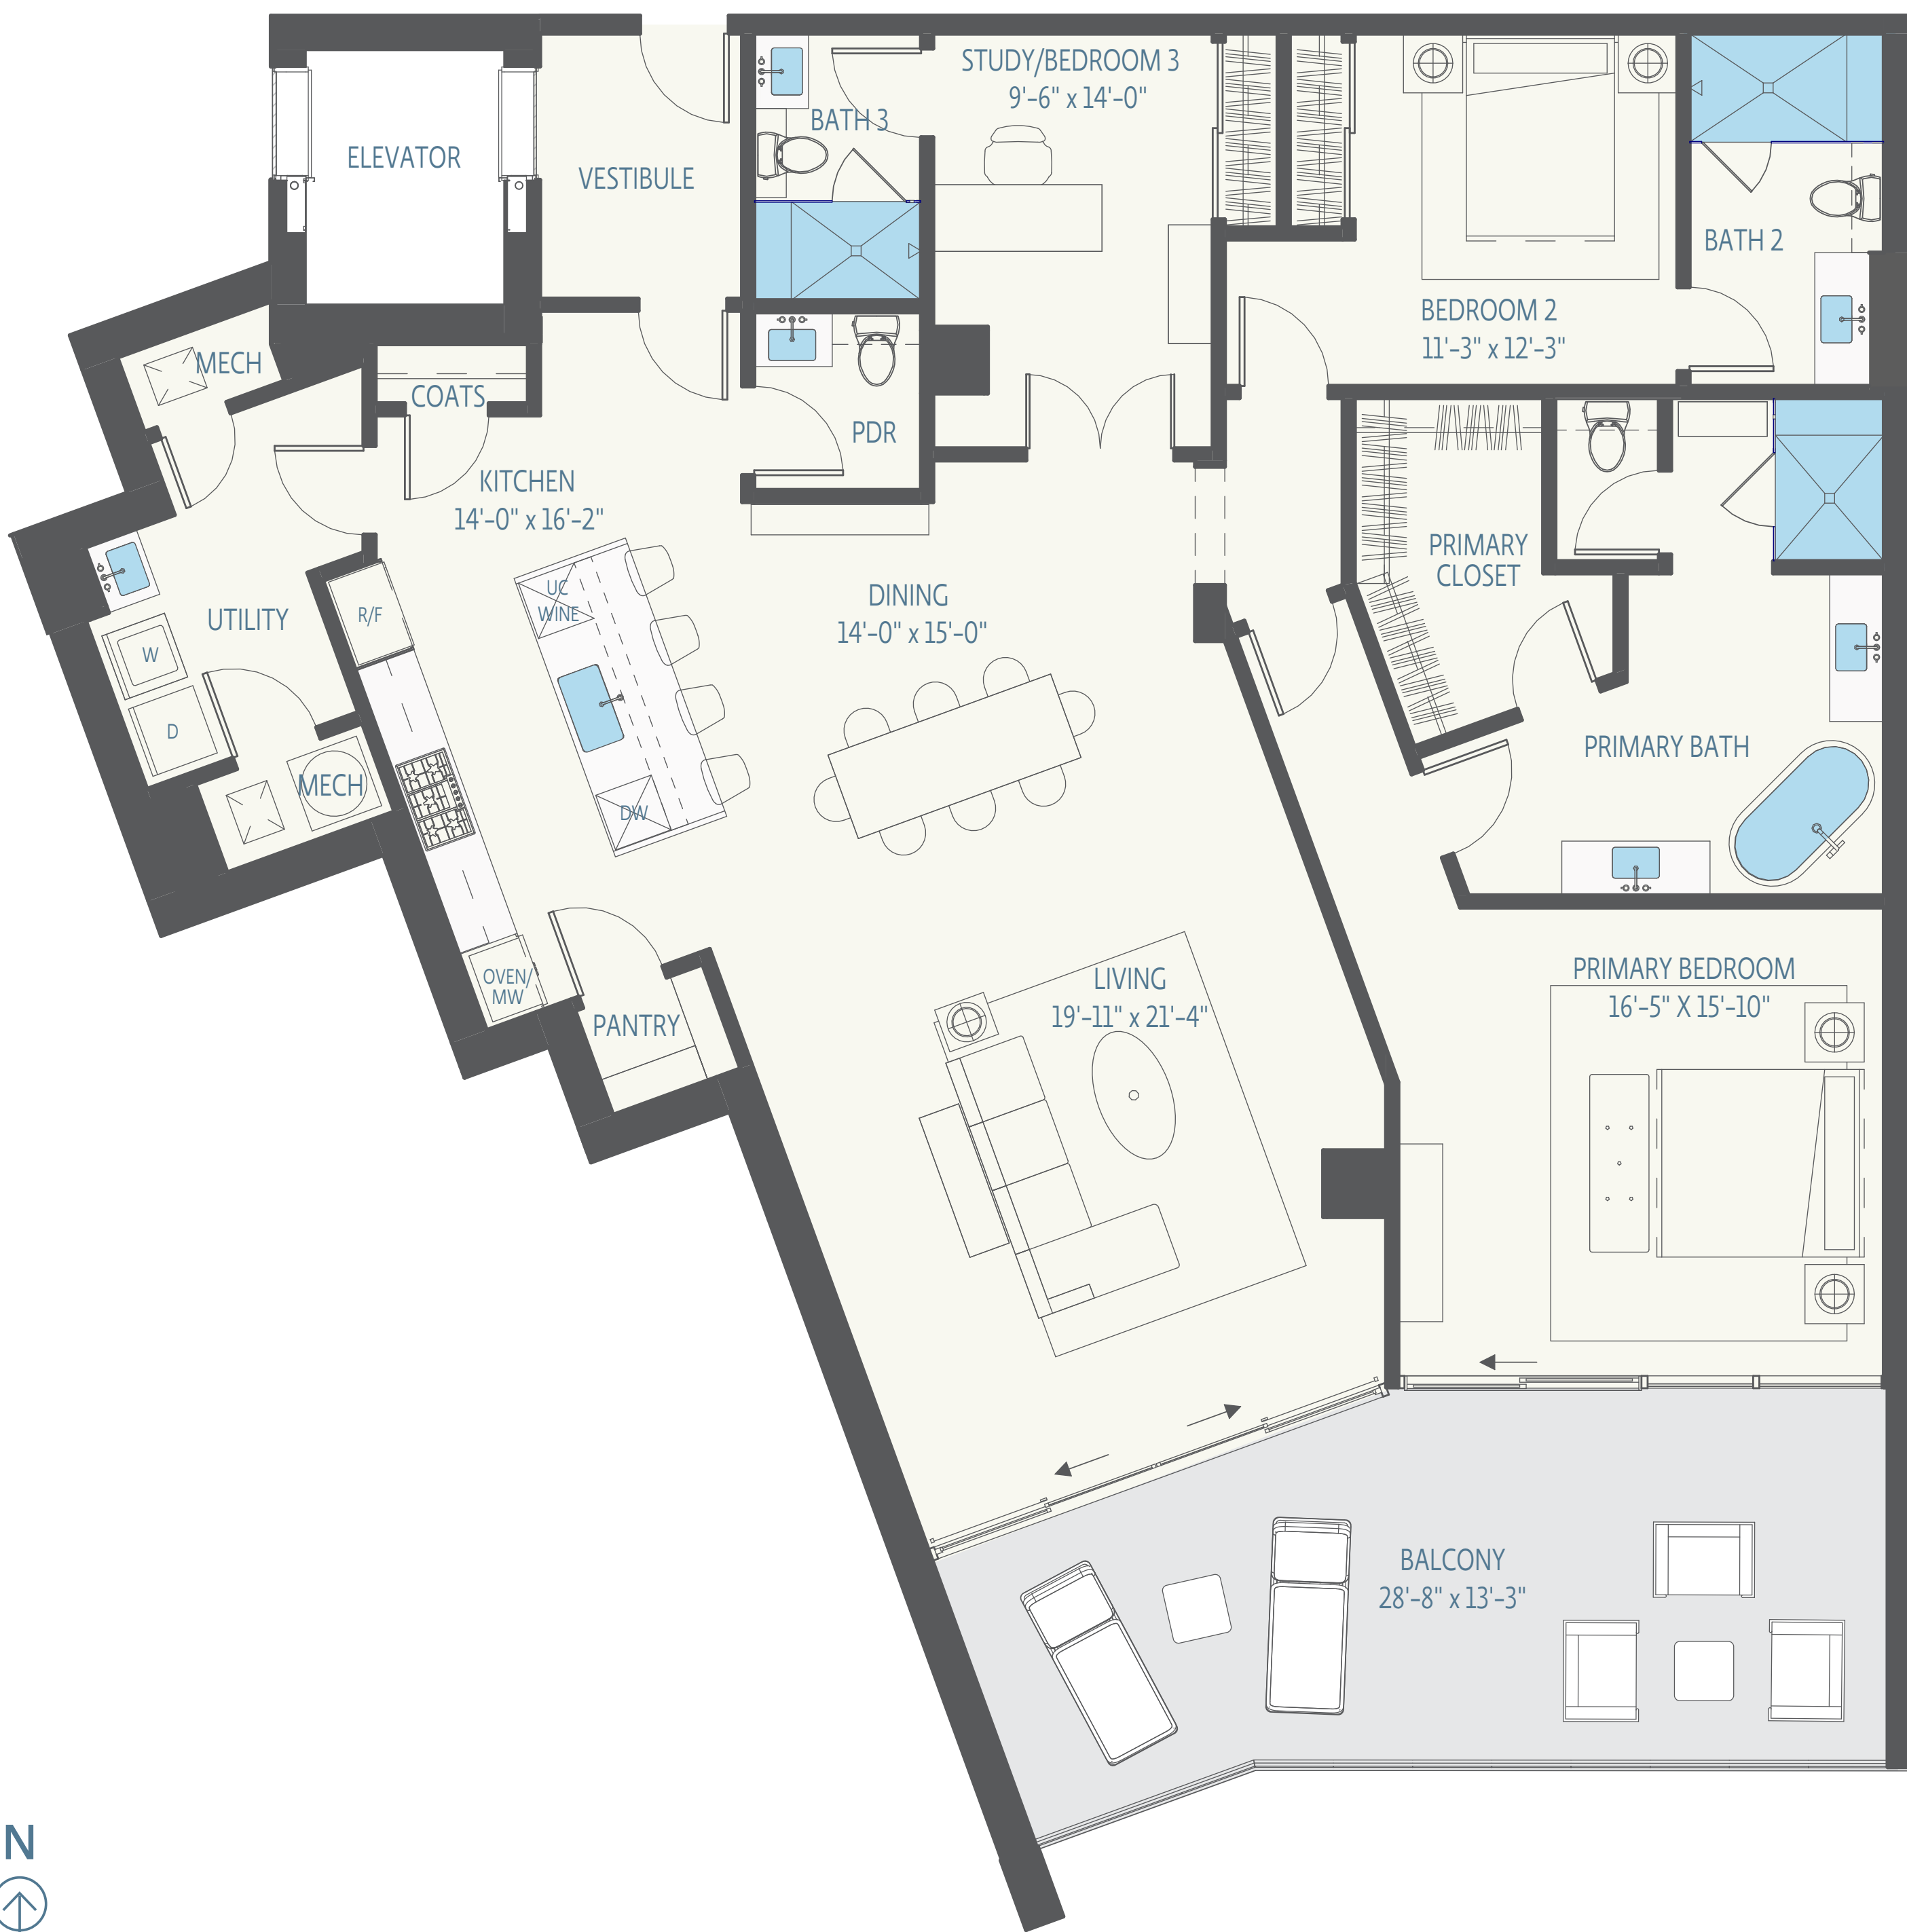 STUDY/BEDROOM 3
9'-6" x 14'-0"
BATH 3
ELEVATOR
VESTIBULE
BATH 2
BEDROOM 2
11'-3" x 12'-3"
MECH
COATS
PDR
KITCHEN
14'-0" x 16'-2"
PRIMARY
CLOSET
UC
WINE
DINING
14'-0" x 15'-0"
R/F
UTILITY
W
D
PRIMARY BATH
MECH
DW
OVEN/
MW
PANTRY
LIVING
19'-11" x 21'-4"
PRIMARY BEDROOM
16'-5" X 15'-10"
BALCONY
28'-8" x 13'-3"
N